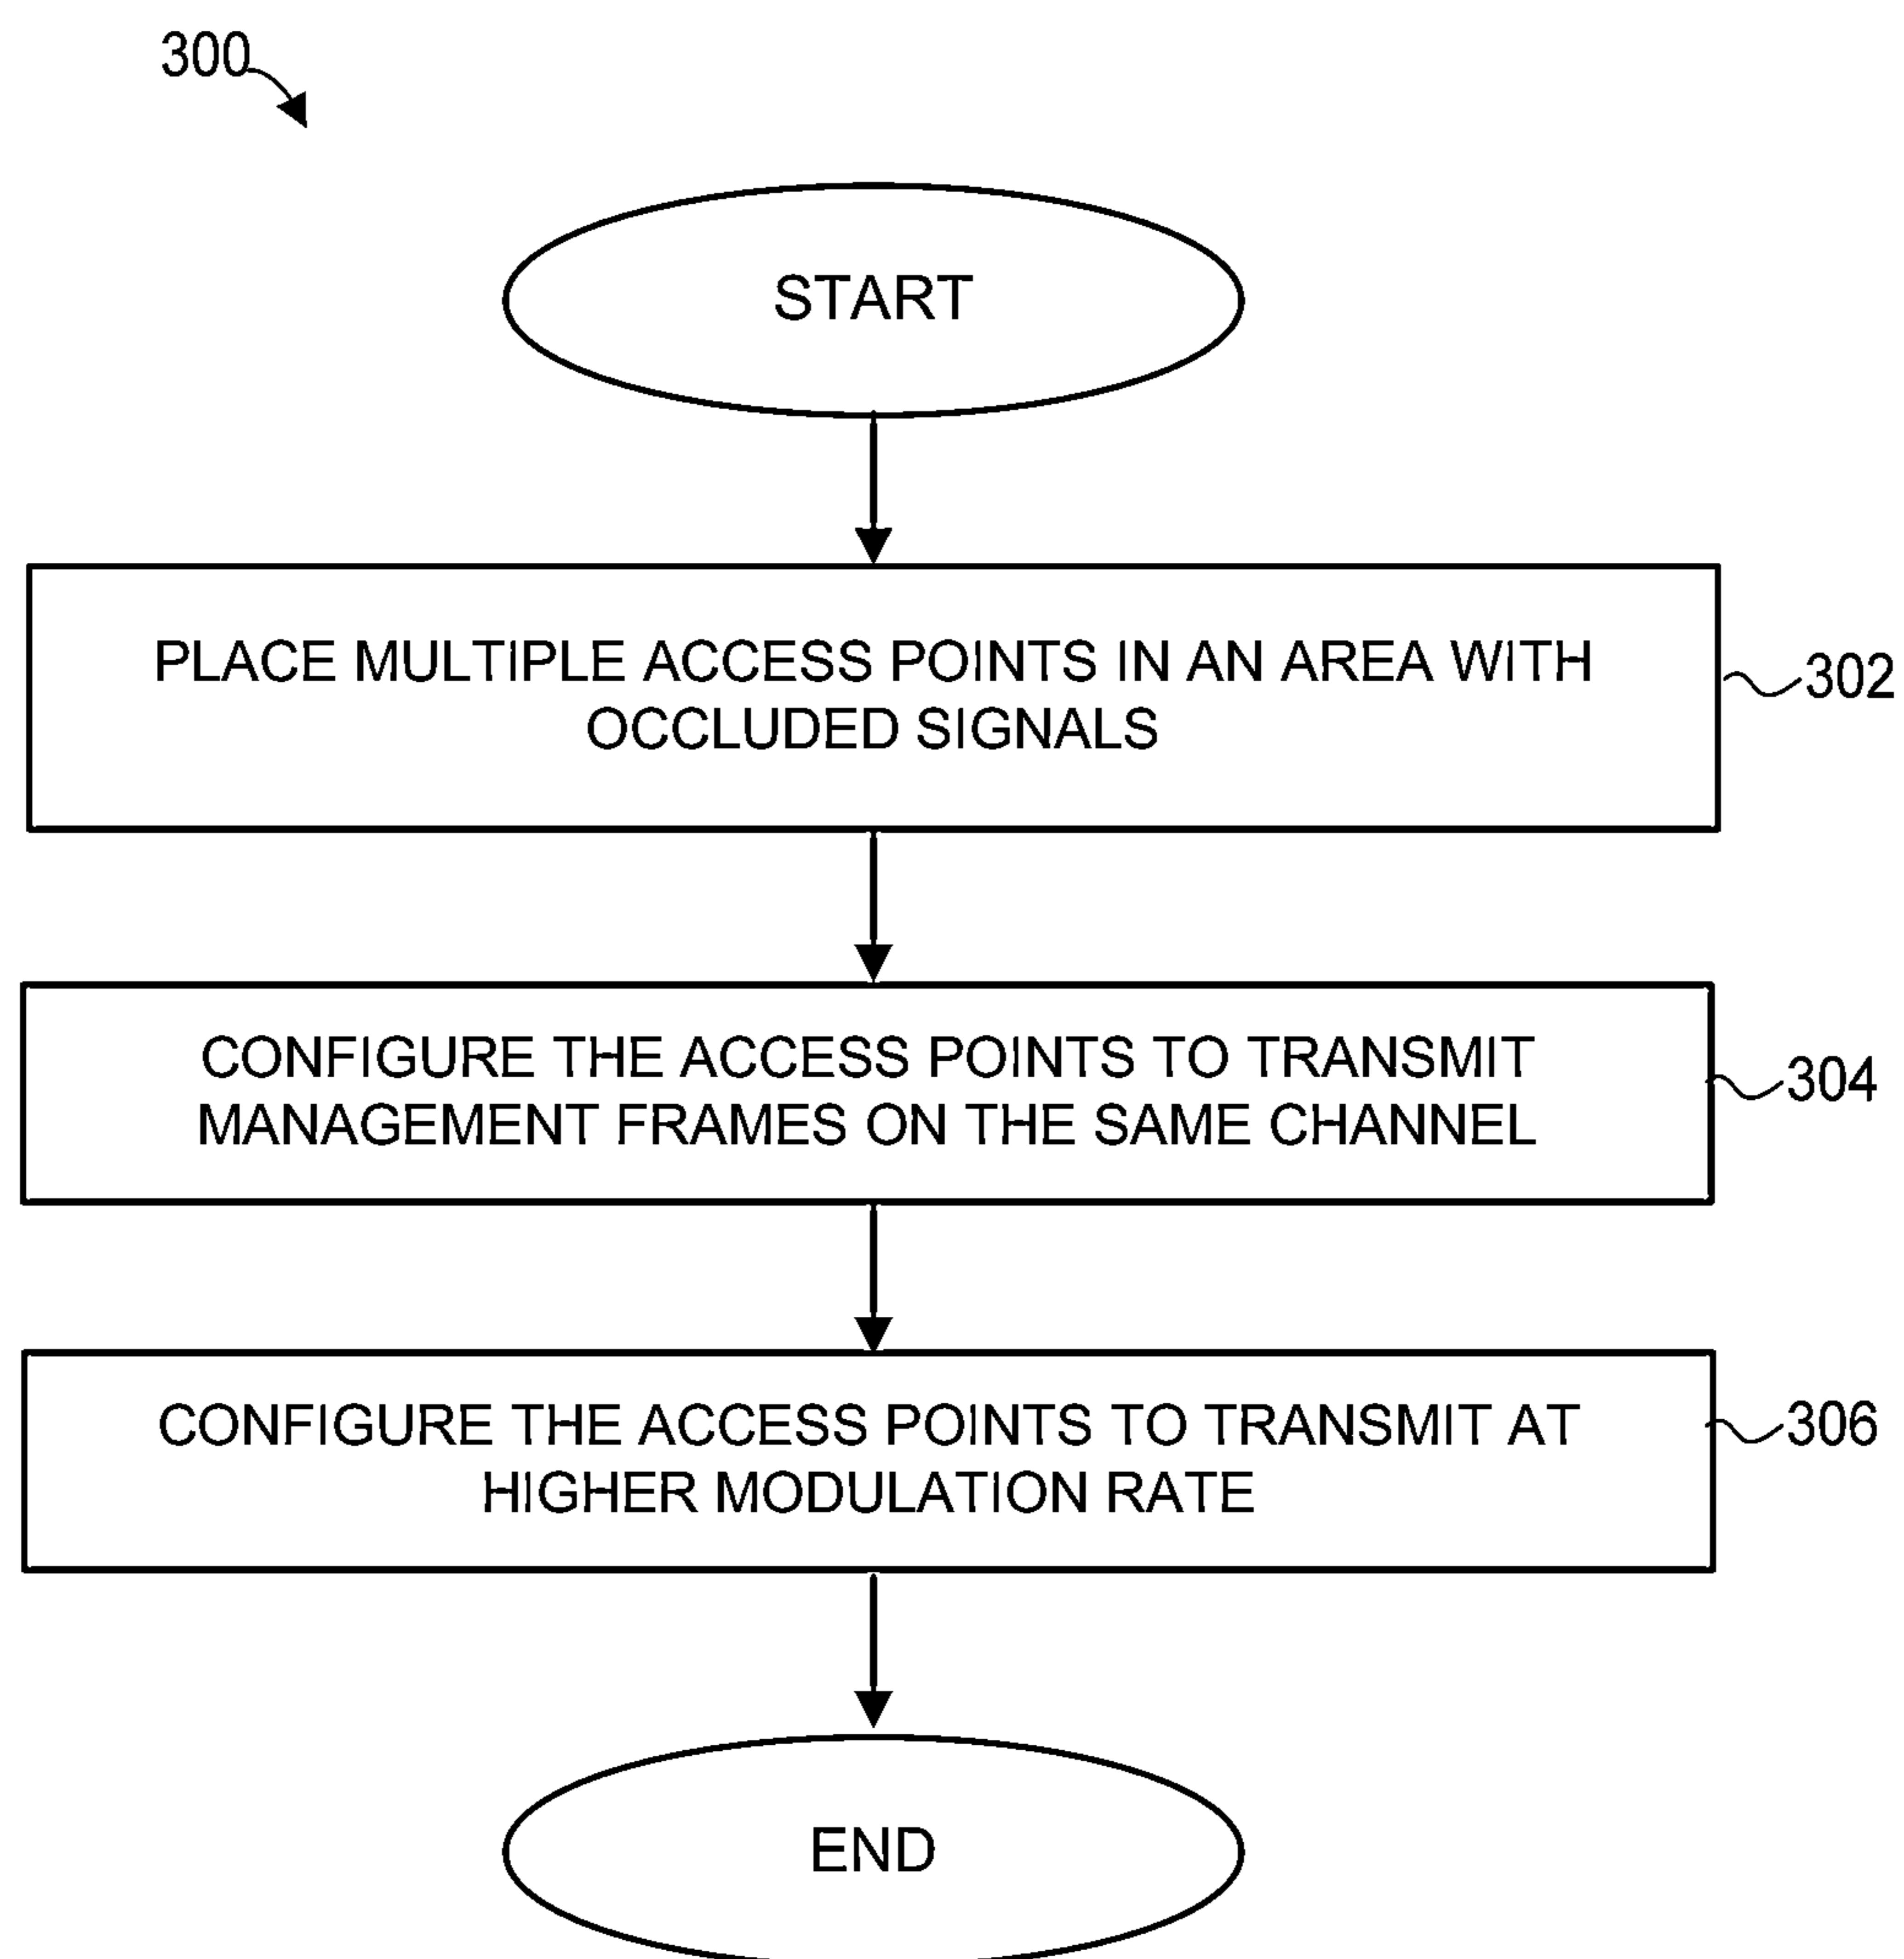 300
START
PLACE MULTIPLE ACCESS POINTS IN AN AREA WITH
OCCLUDED SIGNALS
302
CONFIGURE THE ACCESS POINTS TO TRANSMIT
MANAGEMENT FRAMES ON THE SAME CHANNEL
304
CONFIGURE THE ACCESS POINTS TO TRANSMIT AT
HIGHER MODULATION RATE
306
END